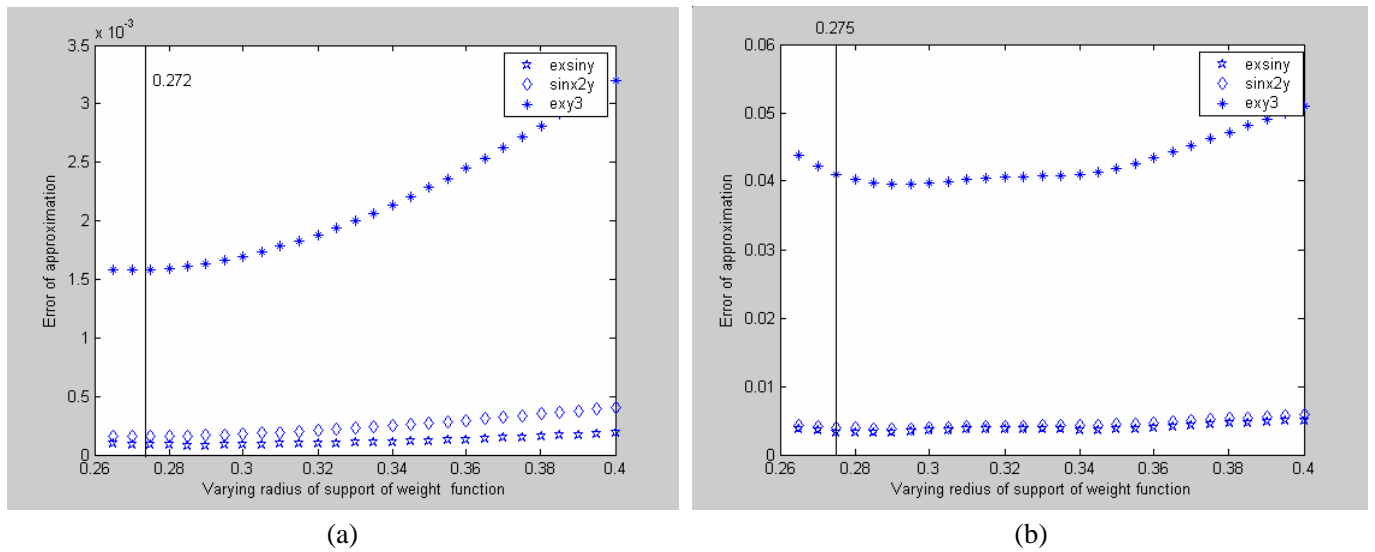 x 10^-3
3.5
3
2.5
2
1.5
1
0.5
0
0.272
exsiny
sinx2y
exy3
Error of approximation
0.26
0.28
0.3
0.32
0.34
0.36
0.38
0.4
Varying radius of support of weight function
(a)
0.275
0.06
0.05
0.04
0.03
0.02
0.01
0
exsiny
sinx2y
exy3
Error of approximation
0.26
0.28
0.3
0.32
0.34
0.36
0.38
0.4
Varying redius of support of weight function
(b)